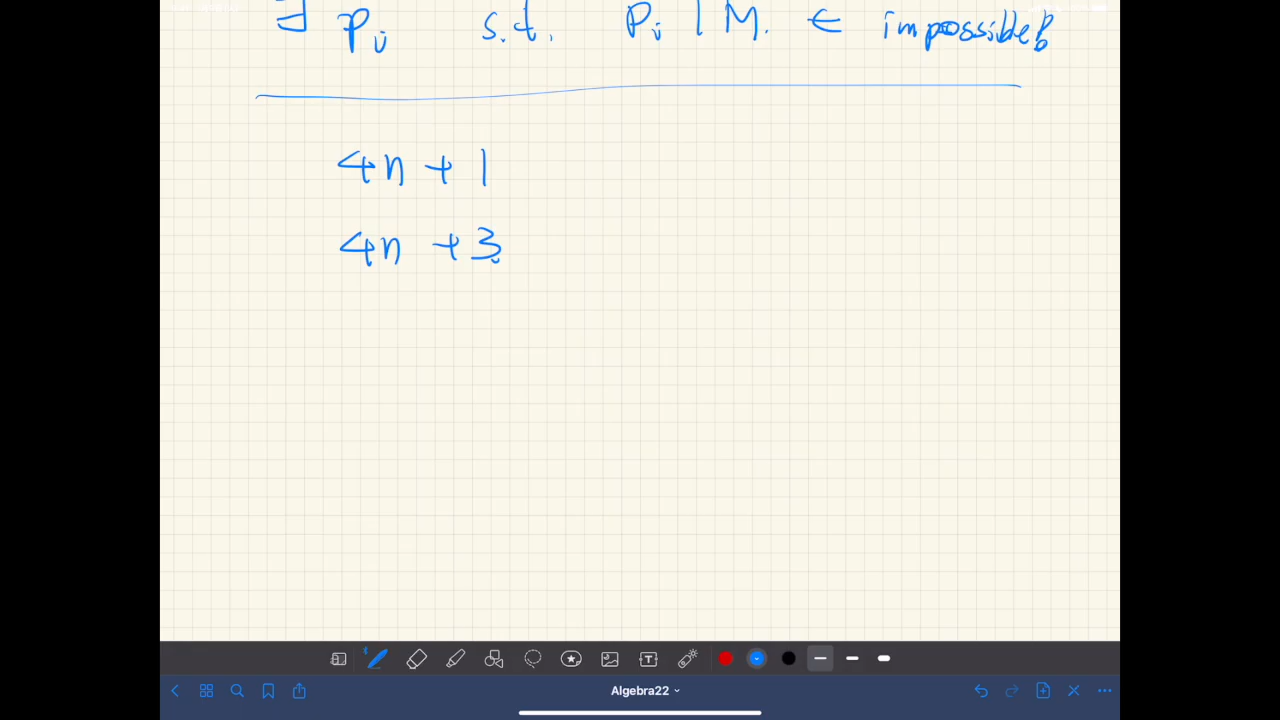 ∃ Pᵢ s.t. Pᵢ | M. ∈ impossible!
4n + 1
4n + 3
Algebra22